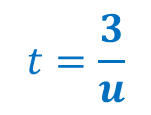 t = 3/u